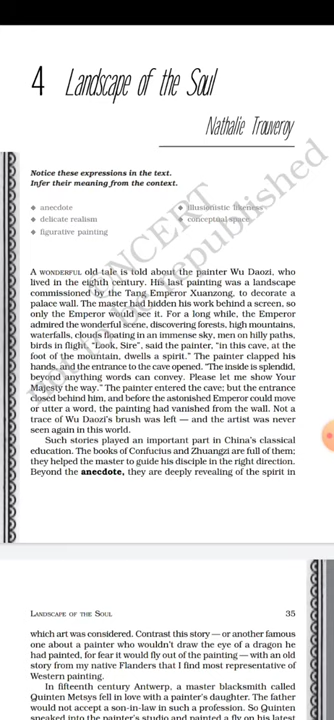 4 Landscape of the Soul
Nathalie Trouveroy
Notice these expressions in the text.
Infer their meaning from the context.
◆ anecdote
◆ illusionistic likeness
◆ delicate realism
◆ conceptual space
◆ figurative painting
A WONDERFUL old tale is told about the painter Wu Daozi, who
lived in the eighth century. His last painting was a landscape
commissioned by the Tang Emperor Xuanzong, to decorate a
palace wall. The master had hidden his work behind a screen, so
only the Emperor would see it. For a long while, the Emperor
admired the wonderful scene, discovering forests, high mountains,
waterfalls, clouds floating in an immense sky, men on hilly paths,
birds in flight. “Look, Sire”, said the painter, “in this cave, at the
foot of the mountain, dwells a spirit.” The painter clapped his
hands, and the entrance to the cave opened. “The inside is splendid,
beyond anything words can convey. Please let me show Your
Majesty the way.” The painter entered the cave; but the entrance
closed behind him, and before the astonished Emperor could move
or utter a word, the painting had vanished from the wall. Not a
trace of Wu Daozi’s brush was left — and the artist was never
seen again in this world.
Such stories played an important part in China’s classical
education. The books of Confucius and Zhuangzi are full of them;
they helped the master to guide his disciple in the right direction.
Beyond the anecdote, they are deeply revealing of the spirit in
© NCERT
not to be republished
LANDSCAPE OF THE SOUL 35
which art was considered. Contrast this story — or another famous
one about a painter who wouldn’t draw the eye of a dragon he
had painted, for fear it would fly out of the painting — with an old
story from my native Flanders that I find most representative of
Western painting.
In fifteenth century Antwerp, a master blacksmith called
Quinten Metsys fell in love with a painter’s daughter. The father
would not accept a son-in-law in such a profession. So Quinten
sneaked into the painter’s studio and painted a fly on his latest